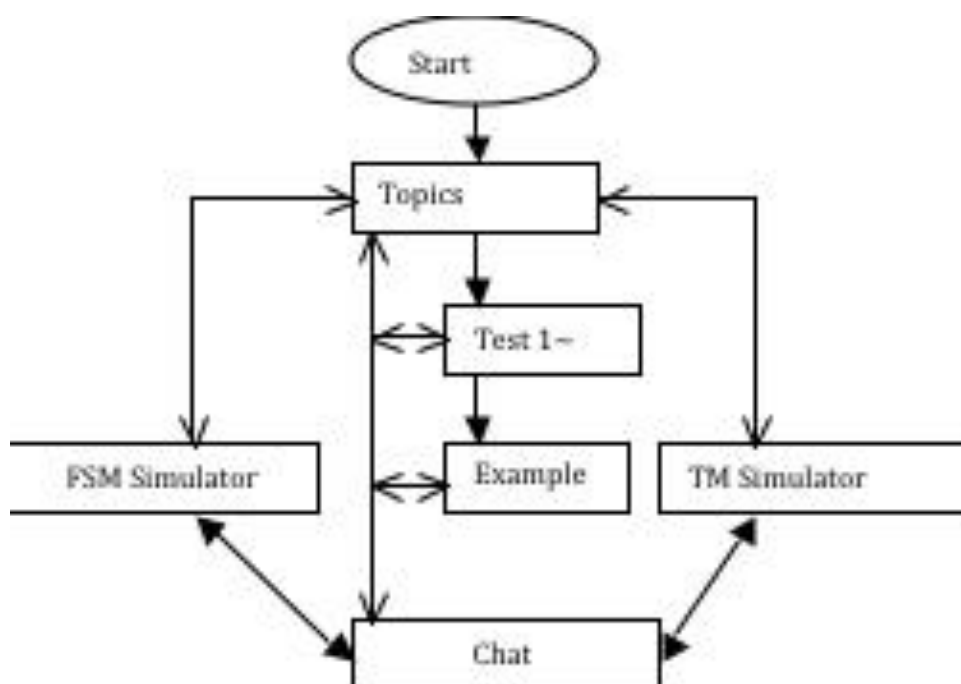 Start
Topics
Test 1~
Example
FSM Simulator
TM Simulator
Chat